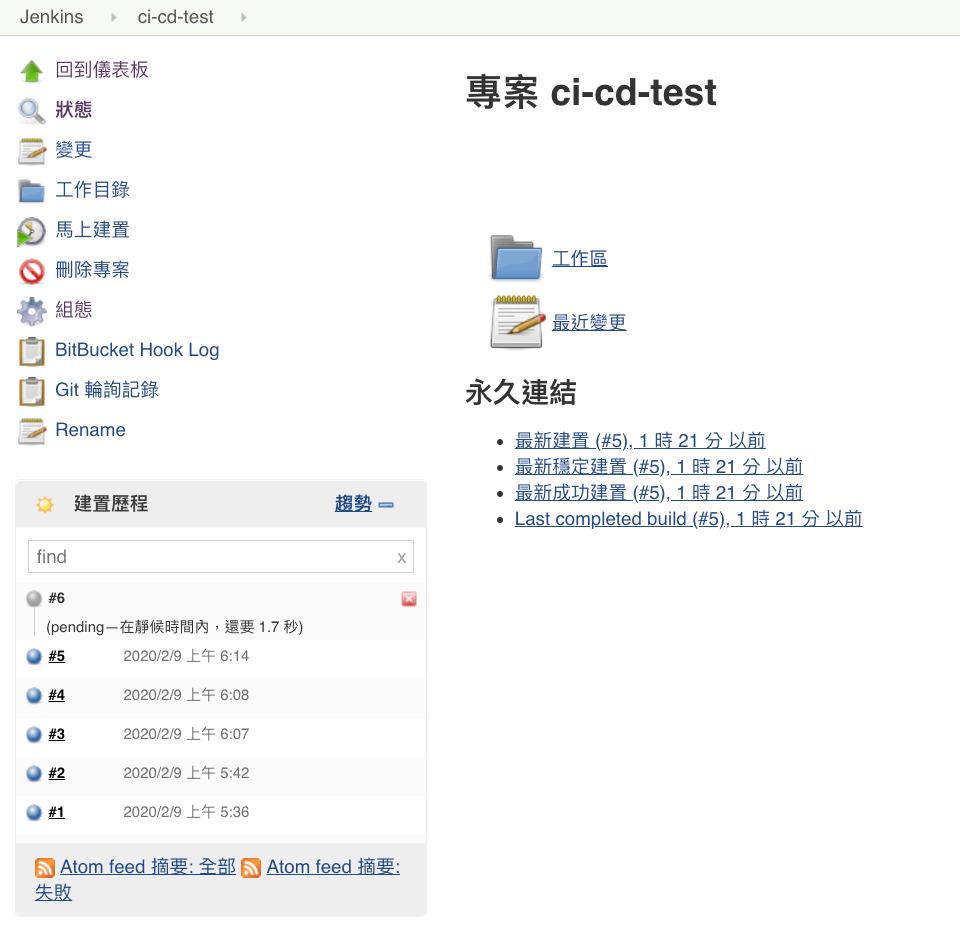 Jenkins
ci-cd-test
回到儀表板
狀態
變更
工作目錄
馬上建置
刪除專案
組態
BitBucket Hook Log
Git 輪詢記錄
Rename
建置歷程 趨勢
find x
#6
(pending—在靜候時間內，還要 1.7 秒)
#5 2020/2/9 上午 6:14
#4 2020/2/9 上午 6:08
#3 2020/2/9 上午 6:07
#2 2020/2/9 上午 5:42
#1 2020/2/9 上午 5:36
Atom feed 摘要: 全部 Atom feed 摘要:
失敗
專案 ci-cd-test
工作區
最近變更
永久連結
最新建置 (#5), 1 時 21 分 以前
最新穩定建置 (#5), 1 時 21 分 以前
最新成功建置 (#5), 1 時 21 分 以前
Last completed build (#5), 1 時 21 分 以前